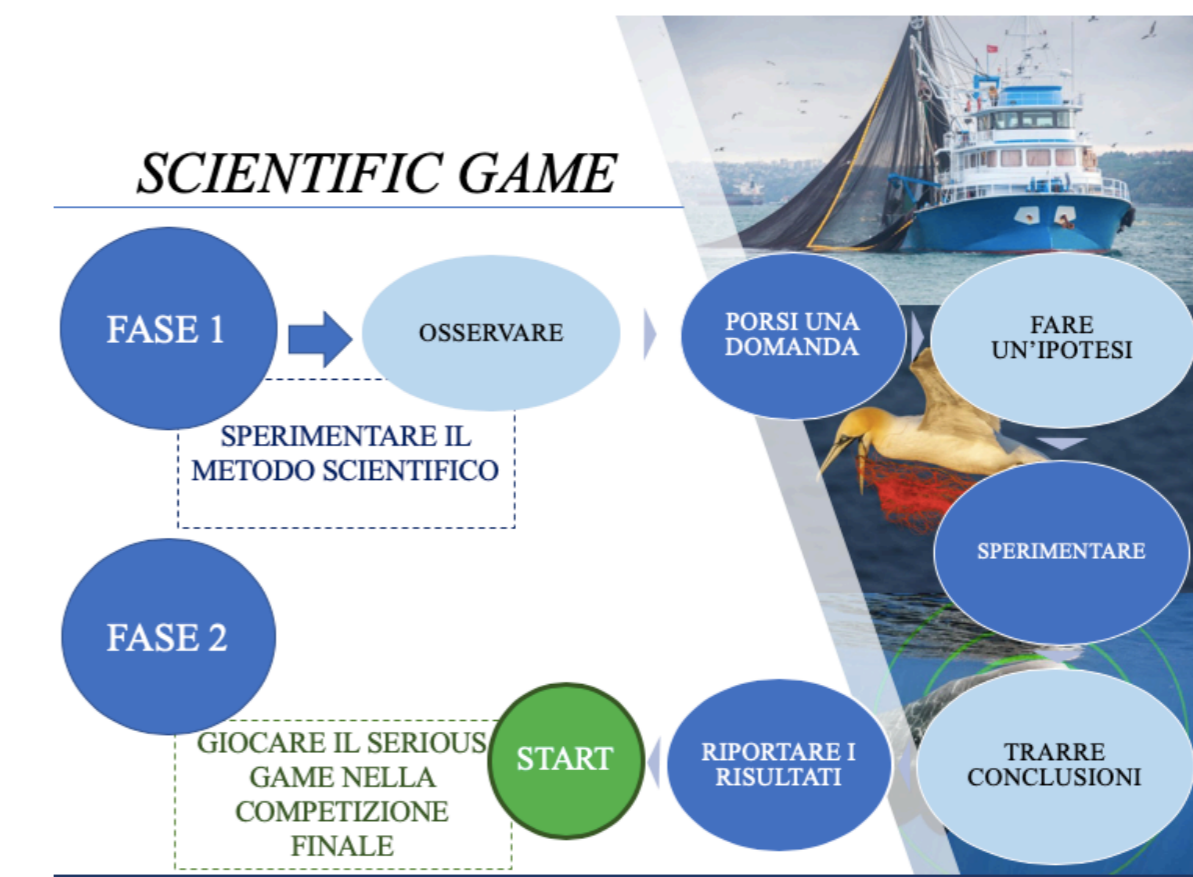 SCIENTIFIC GAME
FASE 1
OSSERVARE
PORSI UNA
DOMANDA
FARE
UN'IPOTESI
SPERIMENTARE IL
METODO SCIENTIFICO
SPERIMENTARE
FASE 2
GIOCARE IL SERIOUS
GAME NELLA
COMPETIZIONE
FINALE
START
RIPORTARE I
RISULTATI
TRARRE
CONCLUSIONI